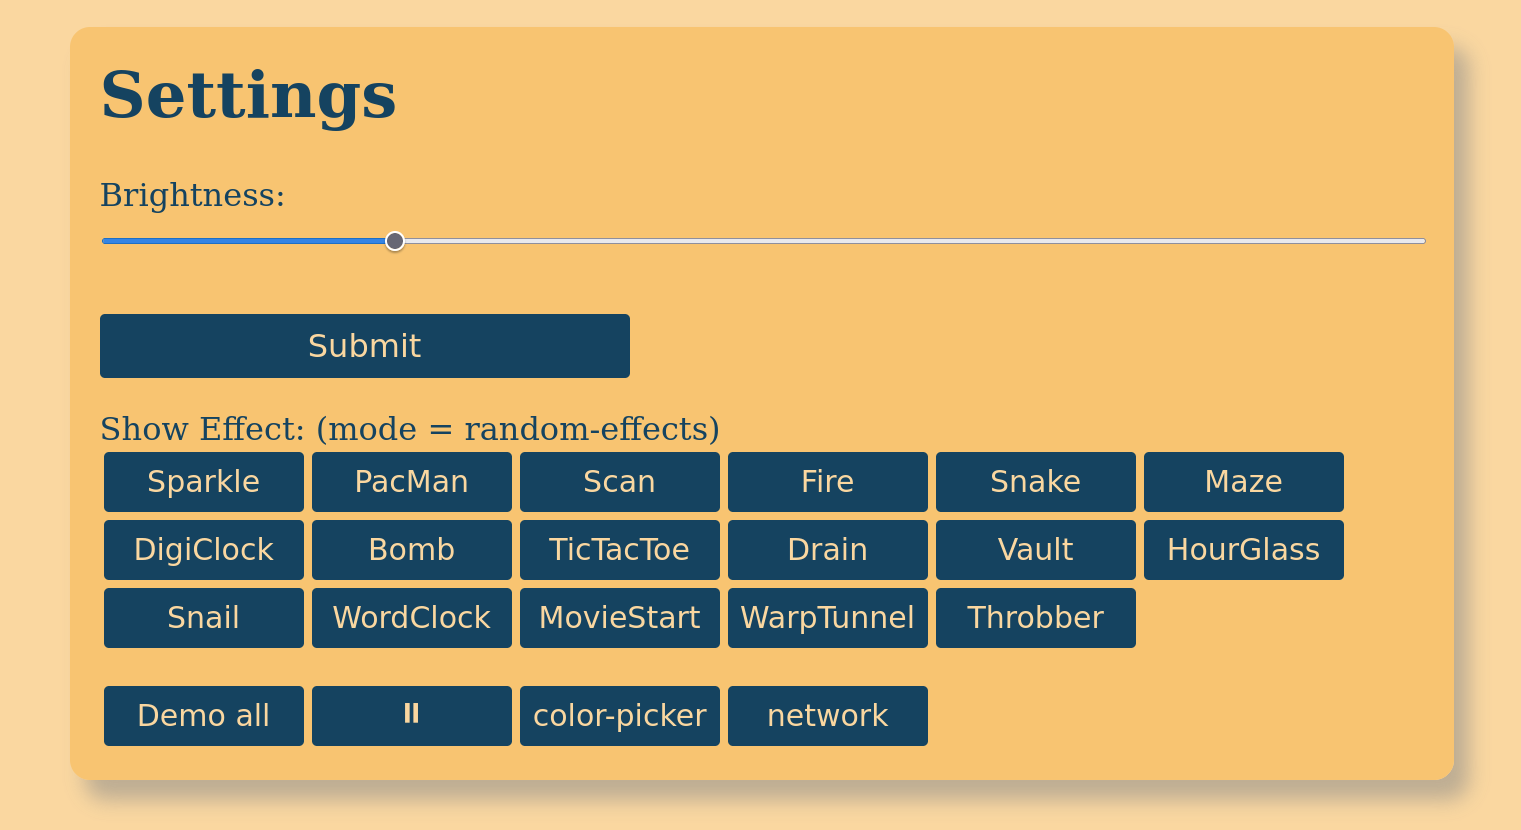 Settings
Brightness:
Submit
Show Effect: (mode = random-effects)
Sparkle PacMan Scan Fire Snake Maze
DigiClock Bomb TicTacToe Drain Vault HourGlass
Snail WordClock MovieStart WarpTunnel Throbber
Demo all ⏸ color-picker network